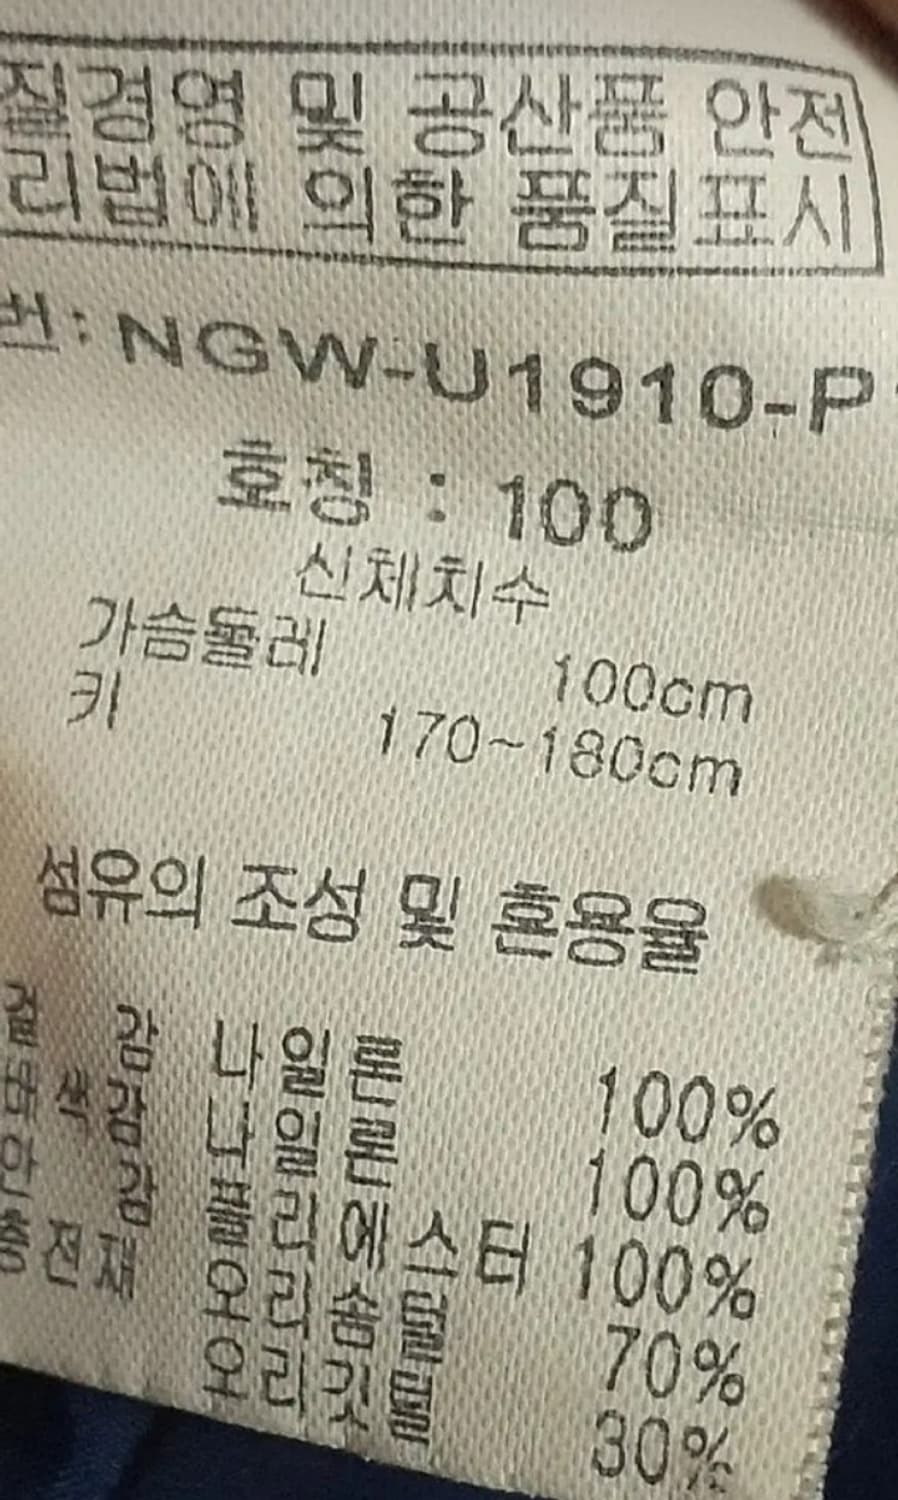 질경영 및 공산품 안전
리법에 의한 품질표시
번: NGW-U1910-P
호칭 : 100
신체치수
가슴둘레 100cm
키 170~180cm
섬유의 조성 및 혼용율
겉 감 나일론 100%
감 나일론 100%
안 감 폴리에스터 100%
충전재 오리솜털 70%
오리깃털 30%